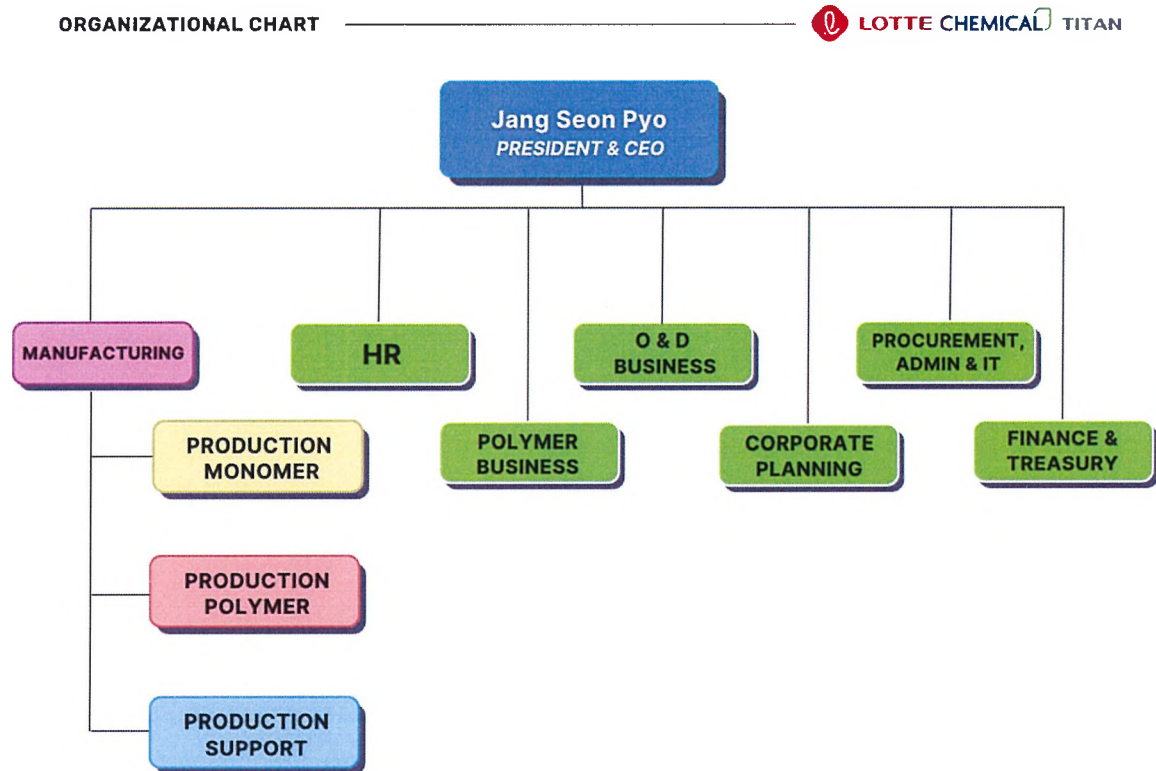 ORGANIZATIONAL CHART
LOTTE CHEMICAL TITAN
Jang Seon Pyo
PRESIDENT & CEO
MANUFACTURING
HR
O & D
BUSINESS
PROCUREMENT,
ADMIN & IT
PRODUCTION
MONOMER
POLYMER
BUSINESS
CORPORATE
PLANNING
FINANCE &
TREASURY
PRODUCTION
POLYMER
PRODUCTION
SUPPORT